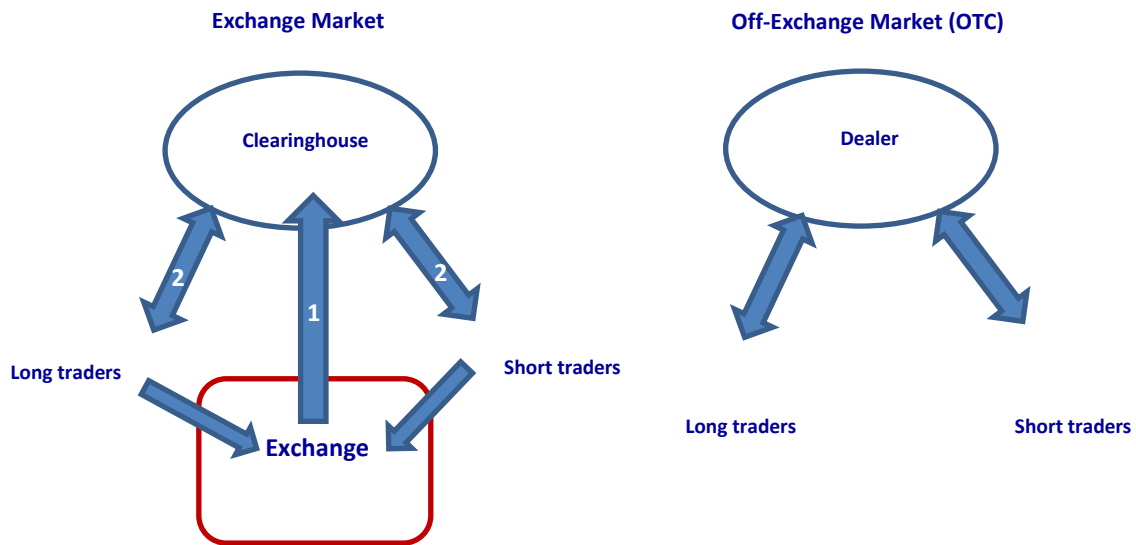 Exchange Market
Off-Exchange Market (OTC)
Clearinghouse
Dealer
2
1
2
Long traders
Short traders
Exchange
Long traders
Short traders